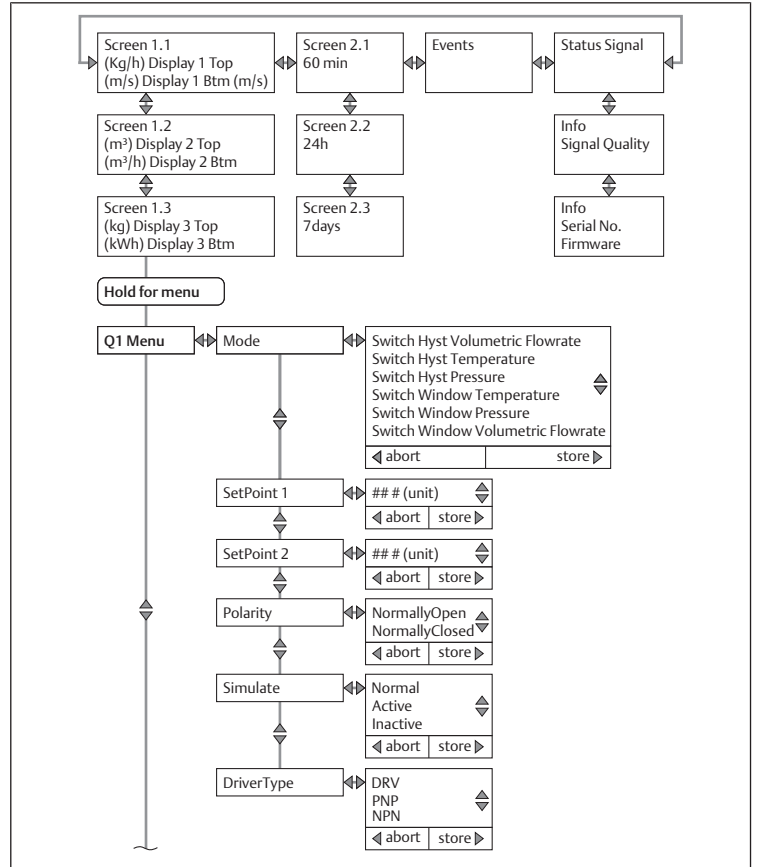 Screen 1.1
(Kg/h) Display 1 Top
(m/s) Display 1 Btm (m/s)
Screen 2.1
60 min
Events
Status Signal
Screen 1.2
(m³) Display 2 Top
(m³/h) Display 2 Btm
Screen 2.2
24h
Info
Signal Quality
Screen 1.3
(kg) Display 3 Top
(kWh) Display 3 Btm
Screen 2.3
7days
Info
Serial No.
Firmware
Hold for menu
Q1 Menu
Mode
Switch Hyst Volumetric Flowrate
Switch Hyst Temperature
Switch Hyst Pressure
Switch Window Temperature
Switch Window Pressure
Switch Window Volumetric Flowrate
abort store
SetPoint 1
## # (unit)
abort store
SetPoint 2
## # (unit)
abort store
Polarity
NormallyOpen
NormallyClosed
abort store
Simulate
Normal
Active
Inactive
abort store
DriverType
DRV
PNP
NPN
abort store